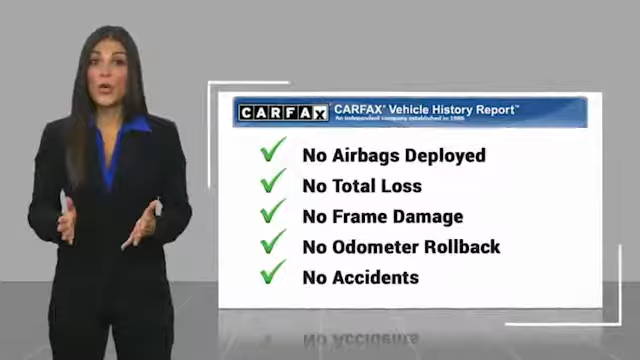 CARFAX CARFAX® Vehicle History Report™
An independent company established in 1986
No Airbags Deployed
No Total Loss
No Frame Damage
No Odometer Rollback
No Accidents